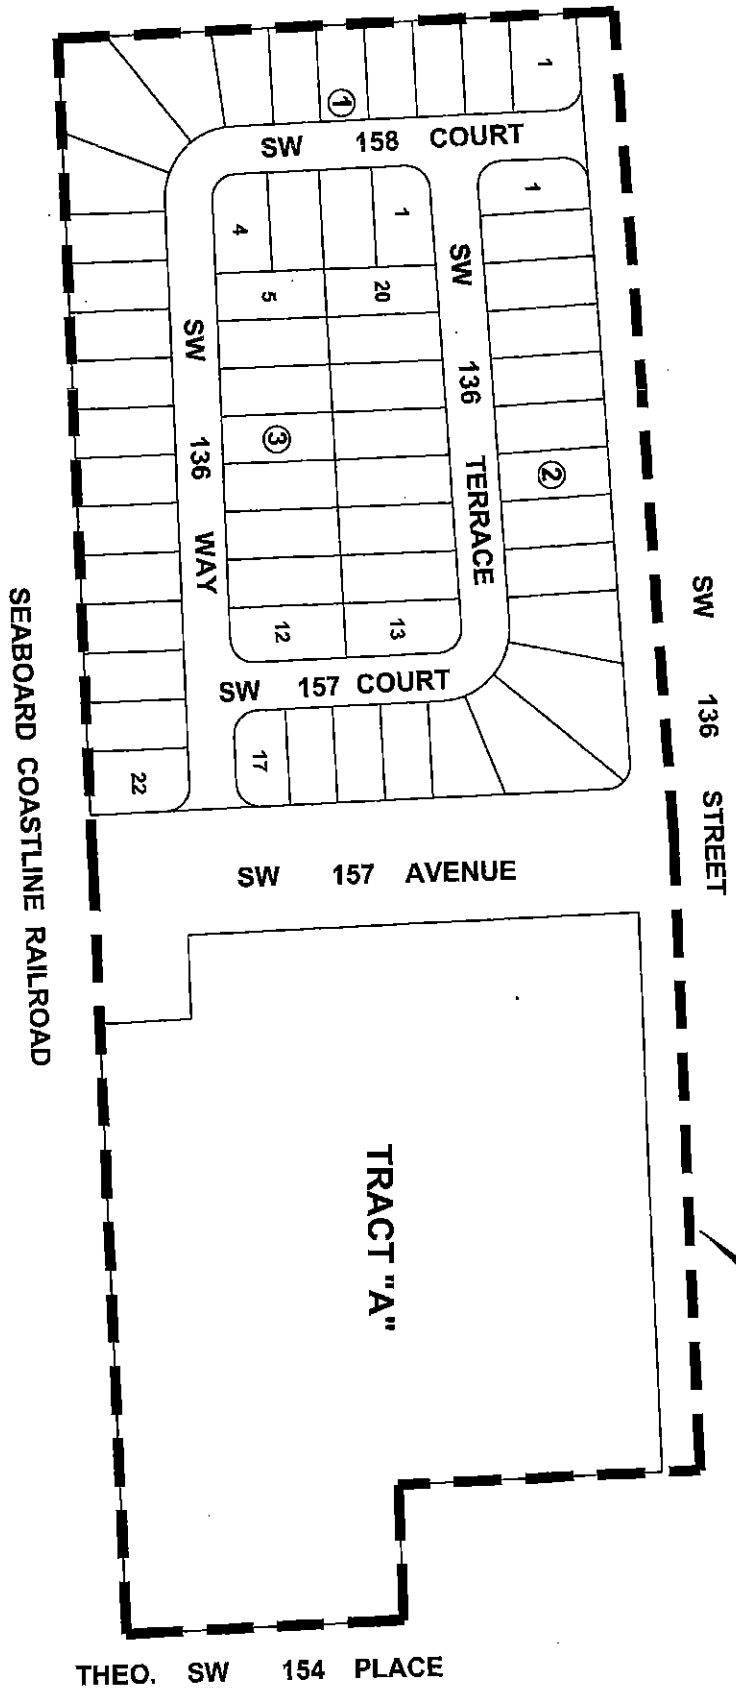 1
①
SW 158 COURT
1
4
1
SW 136 TERRACE
5
20
SW 136 WAY
③
②
12
13
SW 157 COURT
17
22
SW 136 STREET
SEABOARD COASTLINE RAILROAD
SW 157 AVENUE
TRACT "A"
THEO. SW 154 PLACE